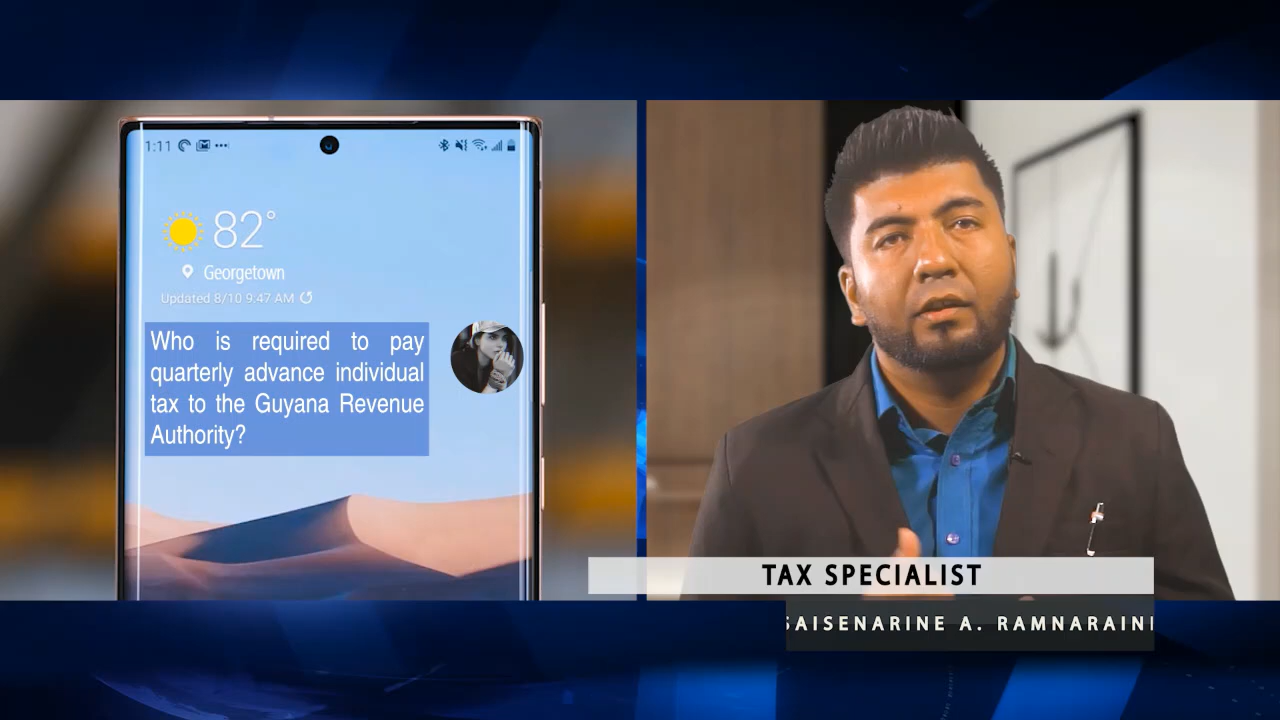 1:11
82°
Georgetown
Updated 8/10 9:47 AM
Who is required to pay
quarterly advance individual
tax to the Guyana Revenue
Authority?
TAX SPECIALIST
SAISENARINE A. RAMNARAIN